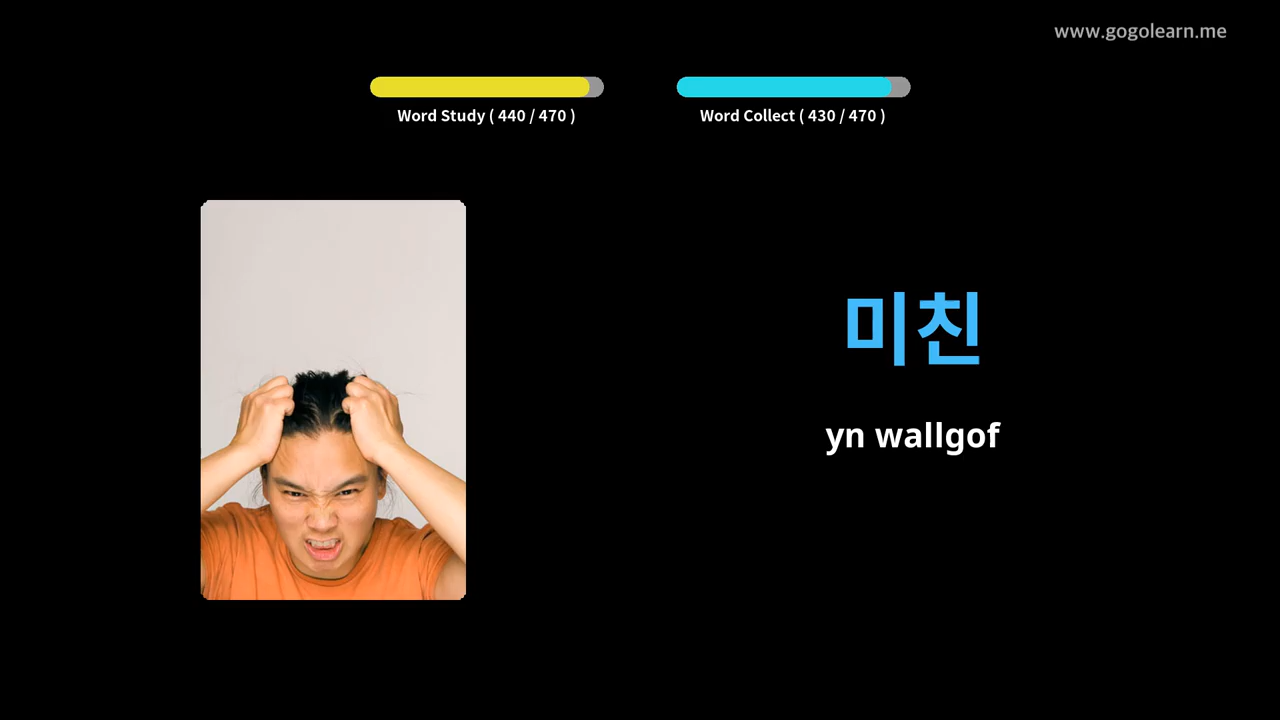 www.gogolearn.me
Word Study ( 440 / 470 )
Word Collect ( 430 / 470 )
미친
yn wallgof